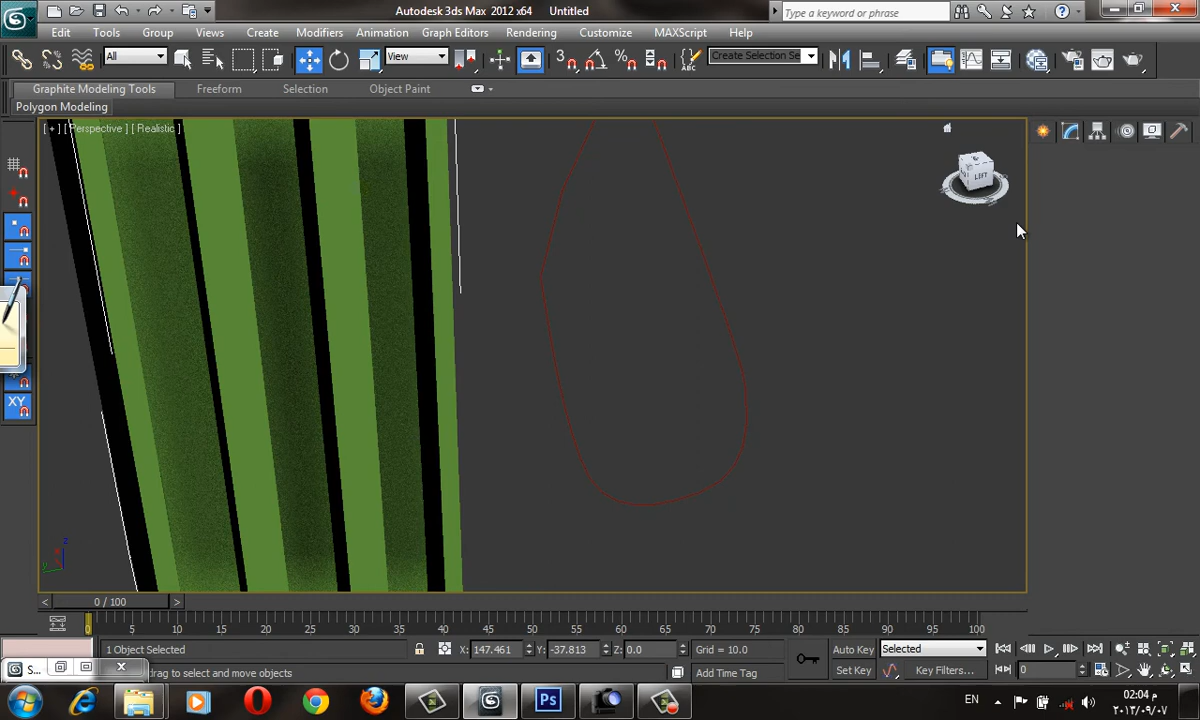 Autodesk 3ds Max 2012 x64 Untitled
Type a keyword or phrase
Edit Tools Group Views Create Modifiers Animation Graph Editors Rendering Customize MAXScript Help
All View 3 Create Selection Se
Graphite Modeling Tools Freeform Selection Object Paint
Polygon Modeling
[ + ] [ Perspective ] [ Realistic ]
XY
z
y
< 0 / 100 >
0 5 10 15 20 25 30 35 40 45 50 55 60 65 70 75 80 85 90 95 100
1 Object Selected X: 147.461 Y: -37.813 Z: 0.0 Grid = 10.0 Auto Key Selected
S... drag to select and move objects Add Time Tag Set Key Key Filters... 0
EN 02:04 م
٢٠١٣/٠٩/٠٧